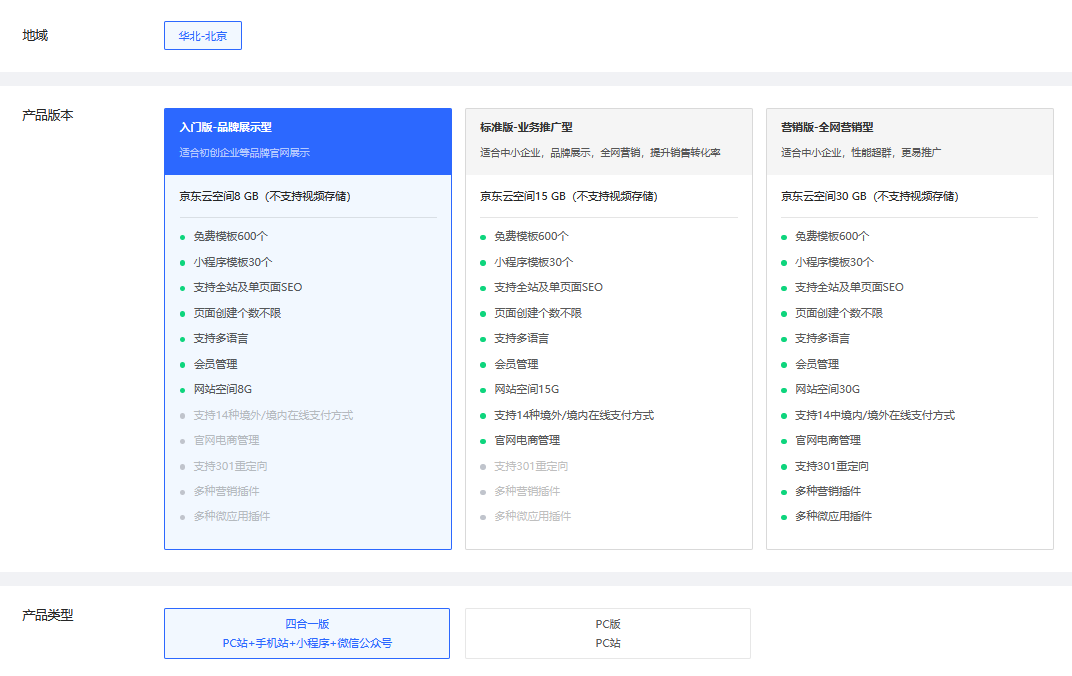 地域
华北-北京
产品版本
入门版-品牌展示型
适合初创企业等品牌官网展示
京东云空间8 GB（不支持视频存储）
免费模板600个
小程序模板30个
支持全站及单页面SEO
页面创建个数不限
支持多语言
会员管理
网站空间8G
支持14种境外/境内在线支付方式
官网电商管理
支持301重定向
多种营销插件
多种微应用插件
标准版-业务推广型
适合中小企业，品牌展示，全网营销，提升销售转化率
京东云空间15 GB（不支持视频存储）
免费模板600个
小程序模板30个
支持全站及单页面SEO
页面创建个数不限
支持多语言
会员管理
网站空间15G
支持14种境外/境内在线支付方式
官网电商管理
支持301重定向
多种营销插件
多种微应用插件
营销版-全网营销型
适合中小企业，性能超群，更易推广
京东云空间30 GB（不支持视频存储）
免费模板600个
小程序模板30个
支持全站及单页面SEO
页面创建个数不限
支持多语言
会员管理
网站空间30G
支持14中境内/境外在线支付方式
官网电商管理
支持301重定向
多种营销插件
多种微应用插件
产品类型
四合一版
PC站+手机站+小程序+微信公众号
PC版
PC站